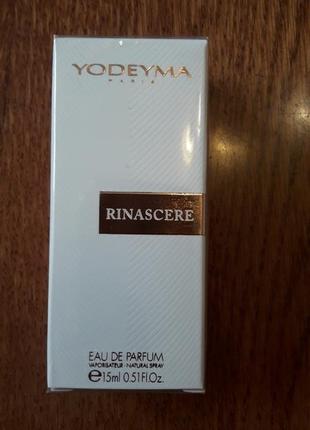 YODEYMA
PARIS
RINASCERE
EAU DE PARFUM
VAPORISATEUR · NATURAL SPRAY
℮15ml 0.51Fl.Oz.